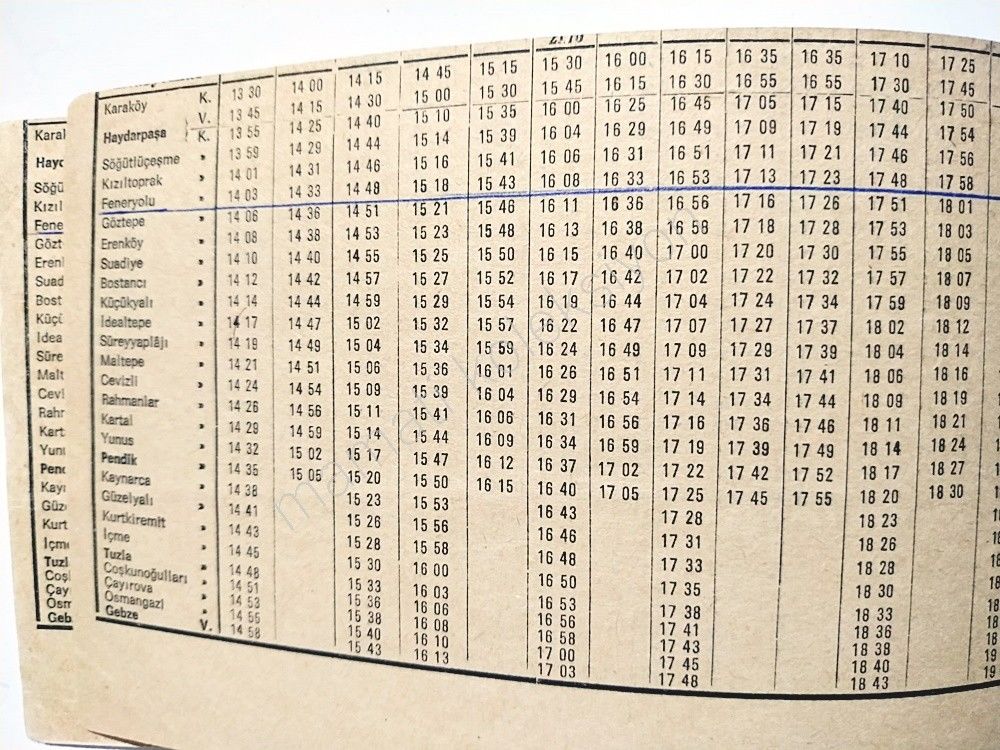 2116
Karaköy K. 13 30 14 00 14 15 14 45 15 15 15 30 16 00 16 15 16 35 16 35 17 10 17 25
V. 13 45 14 15 14 30 15 00 15 30 15 45 16 15 16 30 16 55 16 55 17 30 17 45
Haydarpaşa K. 13 55 14 25 14 40 15 10 15 35 16 00 16 25 16 45 17 05 17 15 17 40 17 50
Söğütlüçeşme » 13 59 14 29 14 44 15 14 15 39 16 04 16 29 16 49 17 09 17 19 17 44 17 54
Kızıltoprak » 14 01 14 31 14 46 15 16 15 41 16 06 16 31 16 51 17 11 17 21 17 46 17 56
Feneryolu » 14 03 14 33 14 48 15 18 15 43 16 08 16 33 16 53 17 13 17 23 17 48 17 58
Göztepe » 14 06 14 36 14 51 15 21 15 46 16 11 16 36 16 56 17 16 17 26 17 51 18 01
Erenköy » 14 08 14 38 14 53 15 23 15 48 16 13 16 38 16 58 17 18 17 28 17 53 18 03
Suadiye » 14 10 14 40 14 55 15 25 15 50 16 15 16 40 17 00 17 20 17 30 17 55 18 05
Bostancı » 14 12 14 42 14 57 15 27 15 52 16 17 16 42 17 02 17 22 17 32 17 57 18 07
Küçükyalı » 14 14 14 44 14 59 15 29 15 54 16 19 16 44 17 04 17 24 17 34 17 59 18 09
İdealtepe » 14 17 14 47 15 02 15 32 15 57 16 22 16 47 17 07 17 27 17 37 18 02 18 12
Süreyyaplâjı » 14 19 14 49 15 04 15 34 15 59 16 24 16 49 17 09 17 29 17 39 18 04 18 14
Maltepe » 14 21 14 51 15 06 15 36 16 01 16 26 16 51 17 11 17 31 17 41 18 06 18 16
Cevizli » 14 24 14 54 15 09 15 39 16 04 16 29 16 54 17 14 17 34 17 44 18 09 18 19
Rahmanlar » 14 26 14 56 15 11 15 41 16 06 16 31 16 56 17 16 17 36 17 46 18 11 18 21
Kartal » 14 29 14 59 15 14 15 44 16 09 16 34 16 59 17 19 17 39 17 49 18 14 18 24
Yunus » 14 32 15 02 15 17 15 47 16 12 16 37 17 02 17 22 17 42 17 52 18 17 18 27
Pendik » 14 35 15 05 15 20 15 50 16 15 16 40 17 05 17 25 17 45 17 55 18 20 18 30
Kaynarca » 14 38 15 23 15 53 16 43 17 28 18 23
Güzelyalı » 14 41 15 26 15 56 16 46 17 31 18 26
Kurtkiremit » 14 43 15 28 15 58 16 48 17 33 18 28
İçme » 14 45 15 30 16 00 16 50 17 35 18 30
Tuzla » 14 48 15 33 16 03 16 53 17 38 18 33
Coşkunoğulları » 14 51 15 36 16 06 16 56 17 41 18 36
Çayırova » 14 53 15 38 16 08 16 58 17 43 18 38
Osmangazi » 14 55 15 40 16 10 17 00 17 45 18 40
Gebze V. 14 58 15 43 16 13 17 03 17 48 18 43